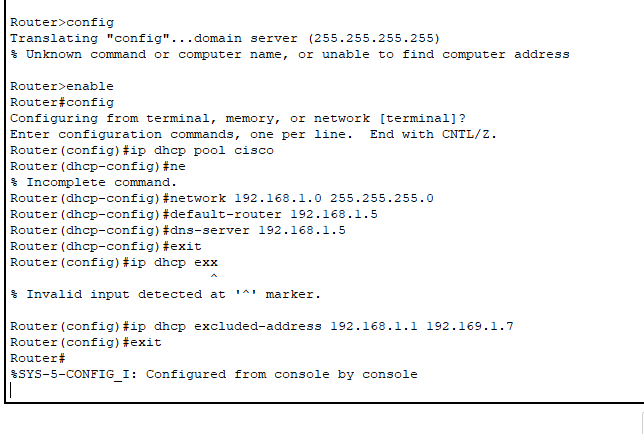 Router>config
Translating "config"...domain server (255.255.255.255)
% Unknown command or computer name, or unable to find computer address
Router>enable
Router#config
Configuring from terminal, memory, or network [terminal]?
Enter configuration commands, one per line.  End with CNTL/Z.
Router(config)#ip dhcp pool cisco
Router(dhcp-config)#ne
% Incomplete command.
Router(dhcp-config)#network 192.168.1.0 255.255.255.0
Router(dhcp-config)#default-router 192.168.1.5
Router(dhcp-config)#dns-server 192.168.1.5
Router(dhcp-config)#exit
Router(config)#ip dhcp exx
^
% Invalid input detected at '^' marker.
Router(config)#ip dhcp excluded-address 192.168.1.1 192.169.1.7
Router(config)#exit
Router#
%SYS-5-CONFIG_I: Configured from console by console